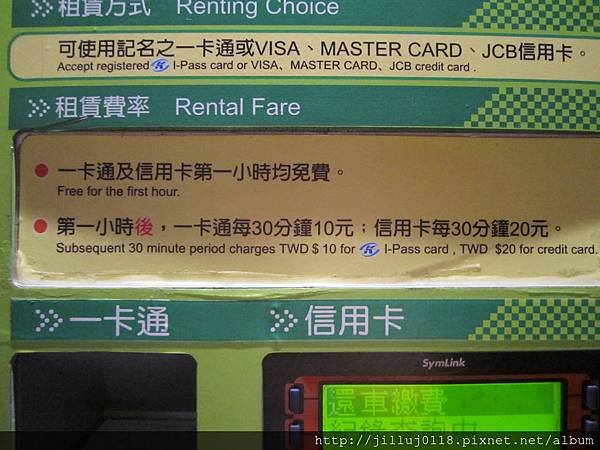 租賃方式 Renting Choice
可使用記名之一卡通或VISA、MASTER CARD、JCB信用卡。
Accept registered K I-Pass card or VISA、MASTER CARD、JCB credit card .
租賃費率 Rental Fare
一卡通及信用卡第一小時均免費。
Free for the first hour.
第一小時後，一卡通每30分鐘10元；信用卡每30分鐘20元。
Subsequent 30 minute period charges TWD $ 10 for K I-Pass card , TWD $20 for credit card.
一卡通 信用卡
SymLink
還車繳費
紀錄查詢中
http://jilluj0118.pixnet.net/album